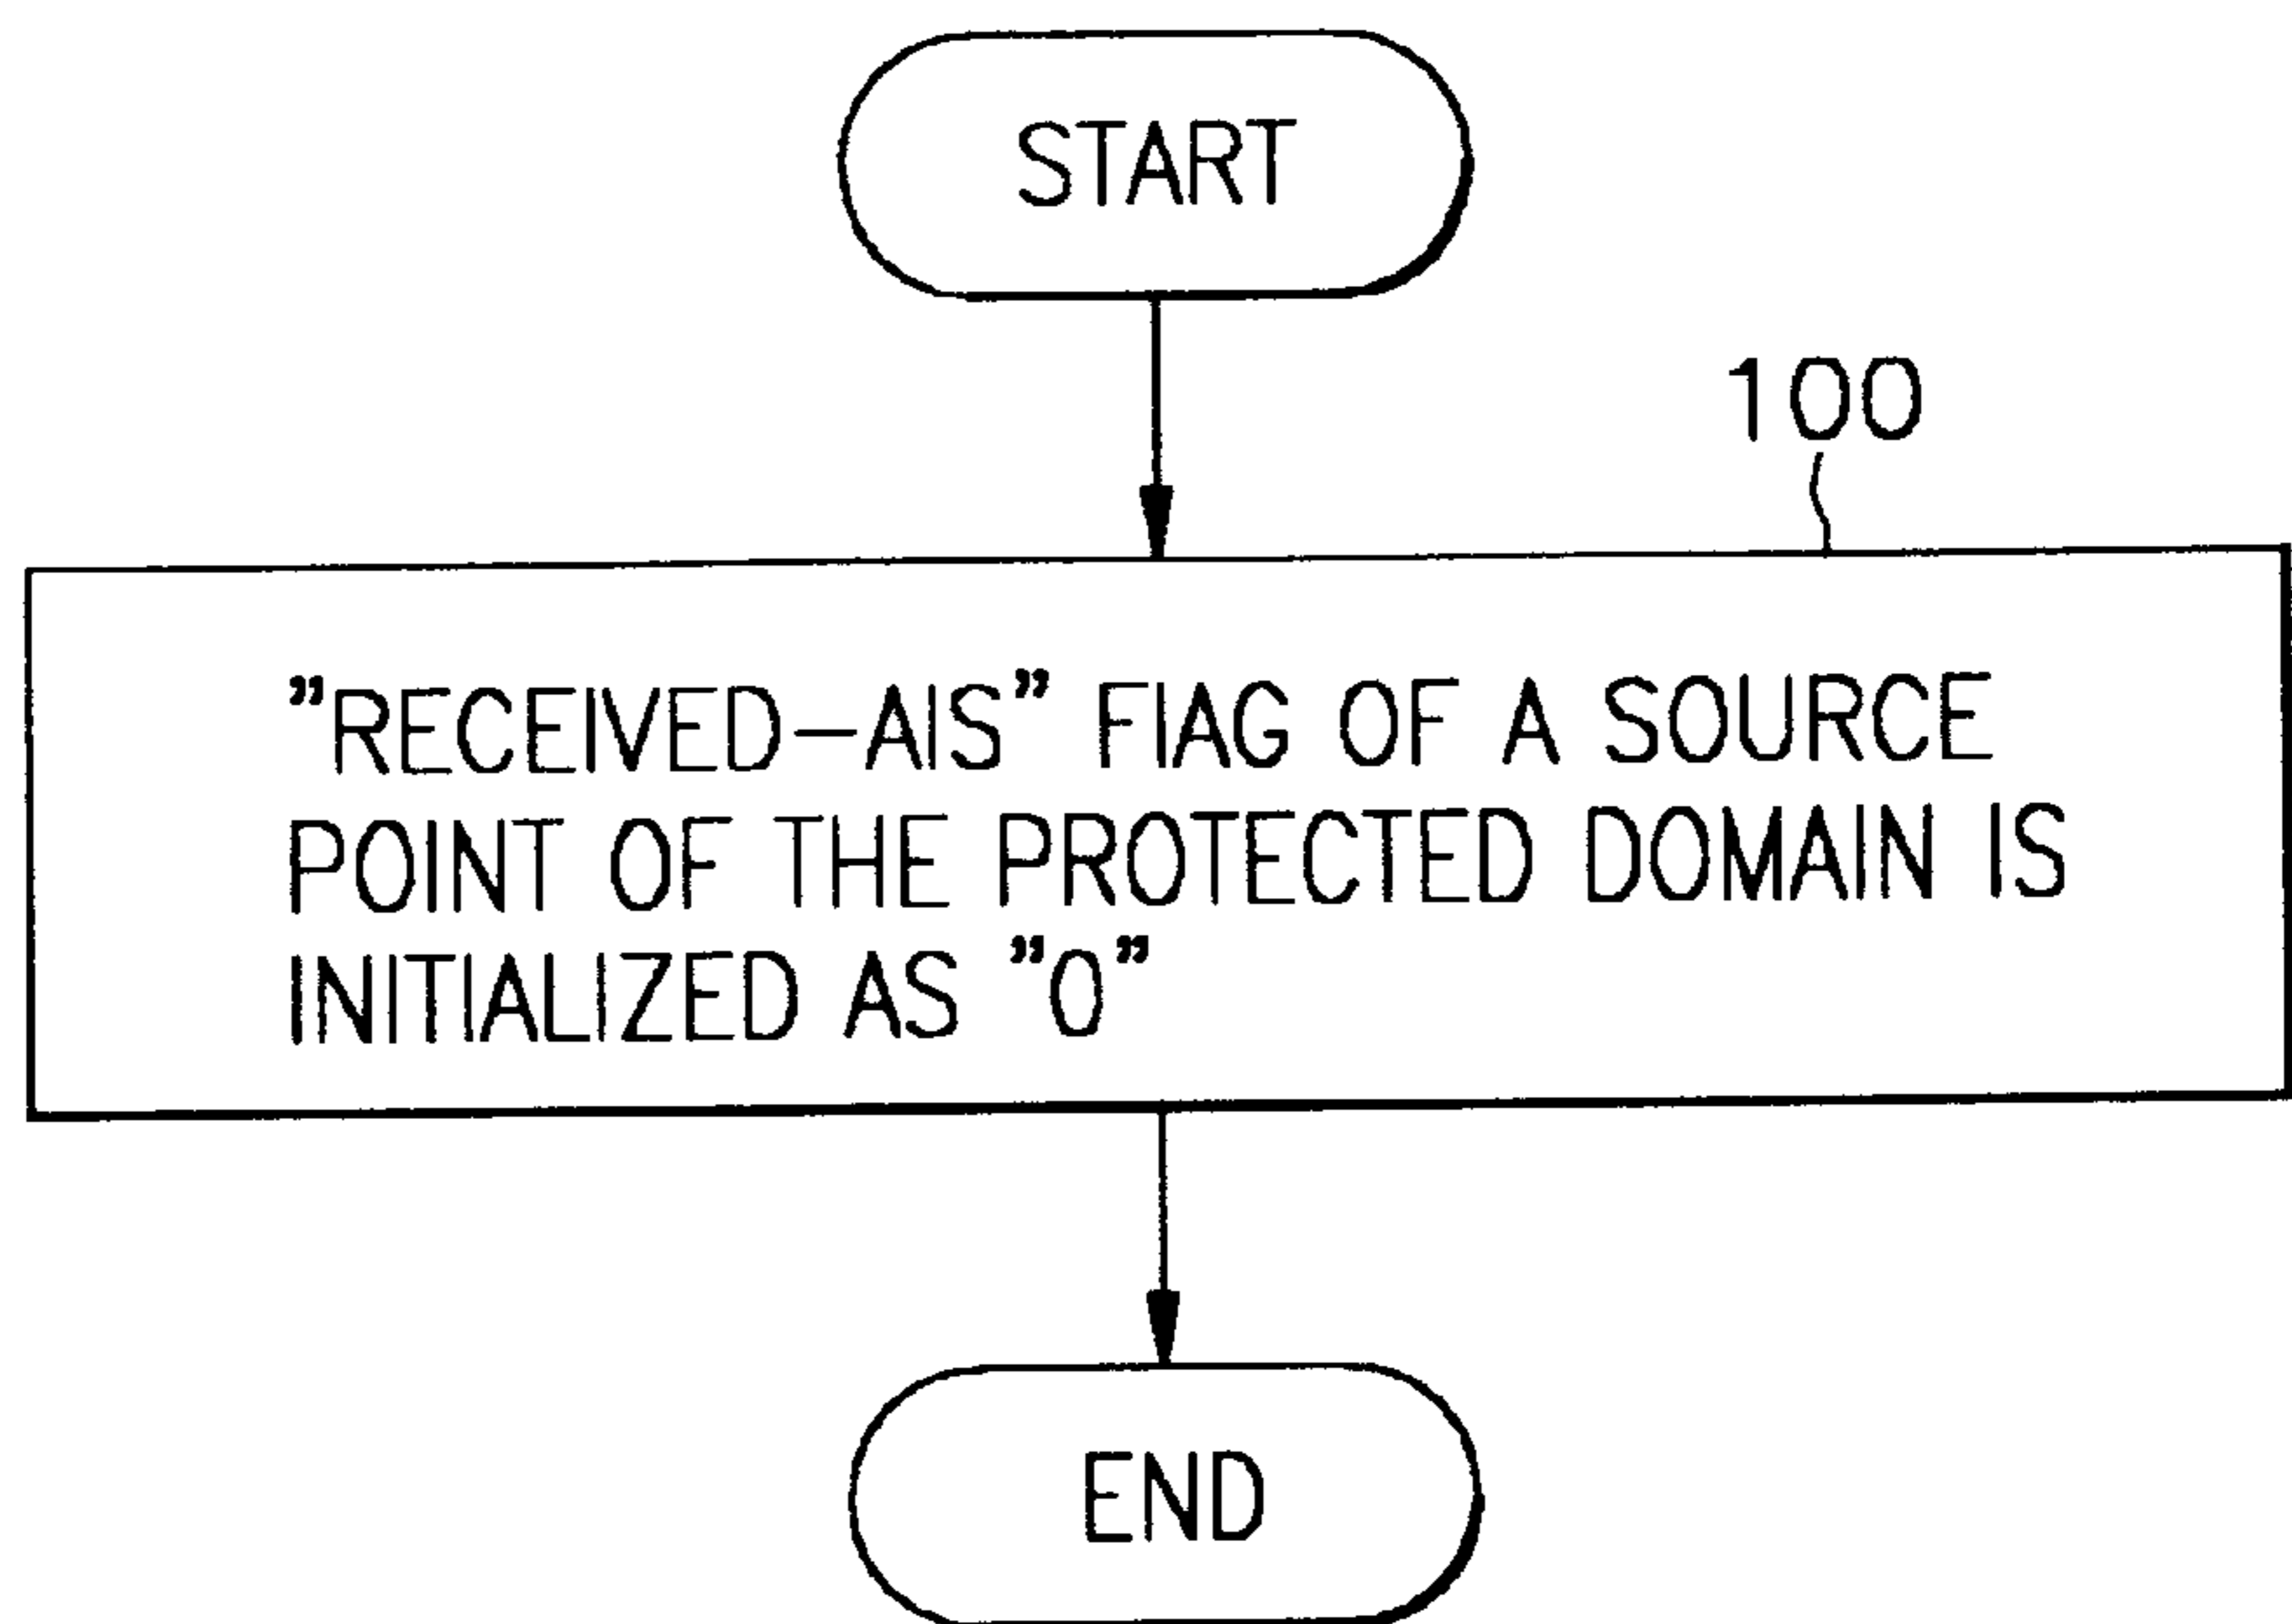 START
100
"RECEIVED-AIS" FIAG OF A SOURCE
POINT OF THE PROTECTED DOMAIN IS
INITIALIZED AS "0"
END